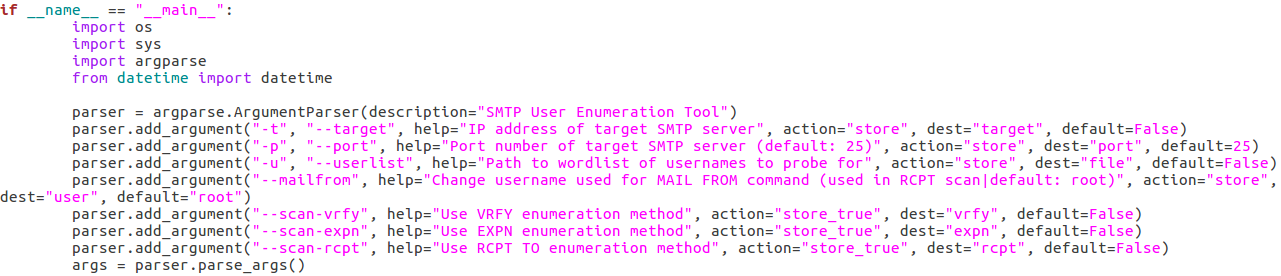 if __name__ == "__main__":
        import os
        import sys
        import argparse
        from datetime import datetime

        parser = argparse.ArgumentParser(description="SMTP User Enumeration Tool")
        parser.add_argument("-t", "--target", help="IP address of target SMTP server", action="store", dest="target", default=False)
        parser.add_argument("-p", "--port", help="Port number of target SMTP server (default: 25)", action="store", dest="port", default=25)
        parser.add_argument("-u", "--userlist", help="Path to wordlist of usernames to probe for", action="store", dest="file", default=False)
        parser.add_argument("--mailfrom", help="Change username used for MAIL FROM command (used in RCPT scan|default: root)", action="store",
dest="user", default="root")
        parser.add_argument("--scan-vrfy", help="Use VRFY enumeration method", action="store_true", dest="vrfy", default=False)
        parser.add_argument("--scan-expn", help="Use EXPN enumeration method", action="store_true", dest="expn", default=False)
        parser.add_argument("--scan-rcpt", help="Use RCPT TO enumeration method", action="store_true", dest="rcpt", default=False)
        args = parser.parse_args()